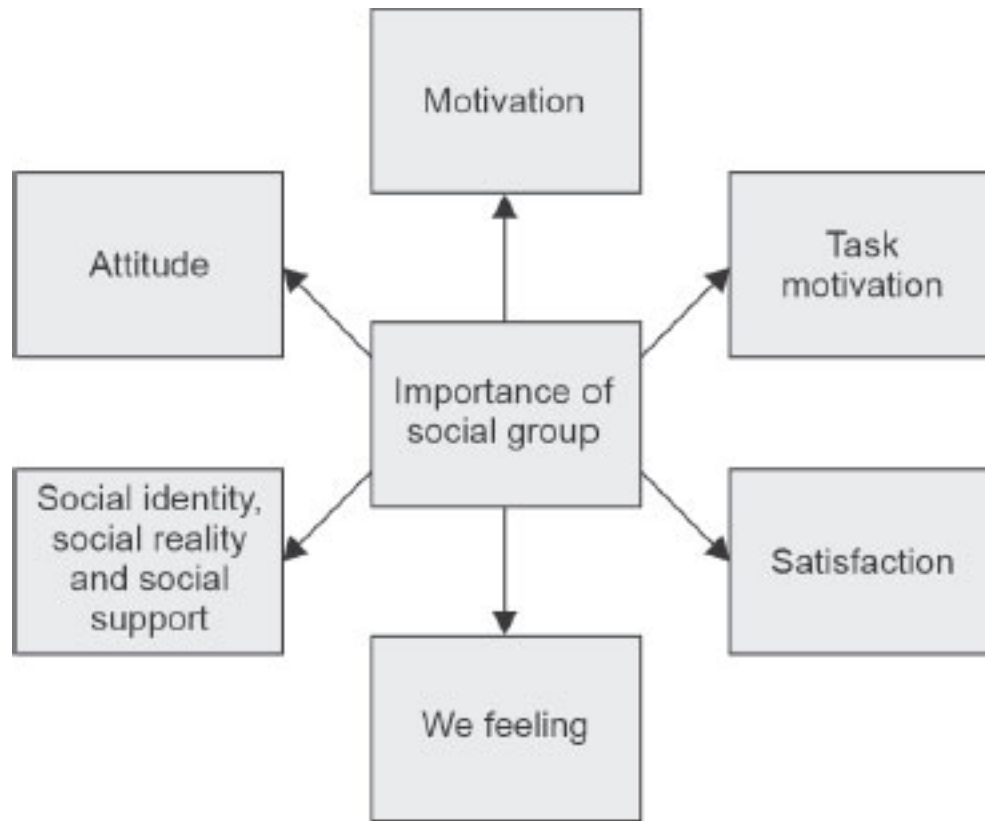 Motivation
Attitude
Task
motivation
Importance of
social group
Social identity,
social reality
and social
support
Satisfaction
We feeling